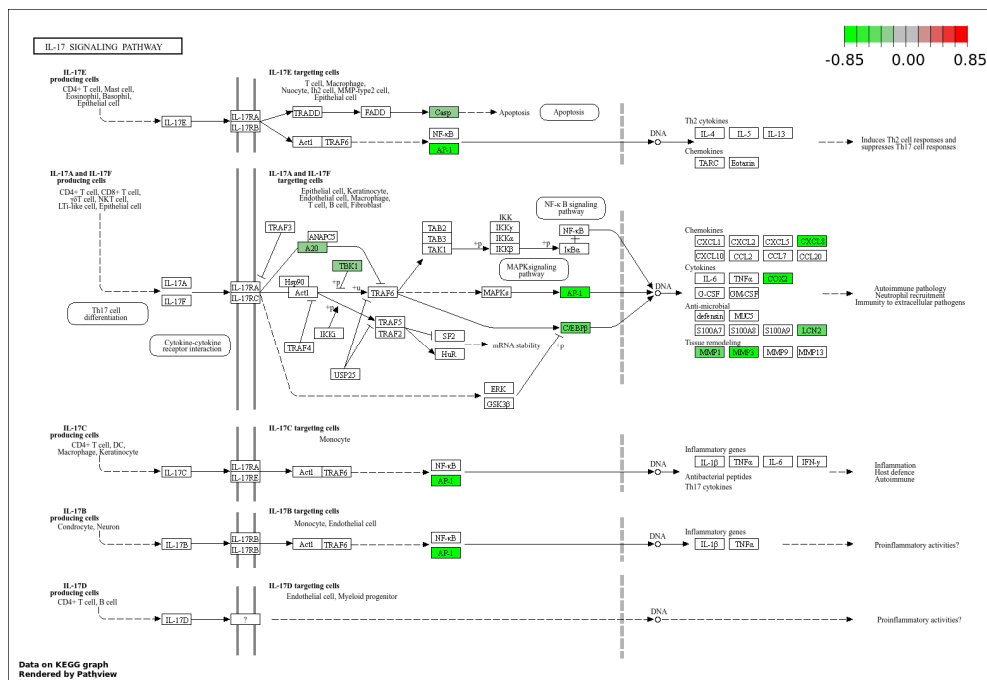 IL-17 SIGNALING PATHWAY
-0.85 0.00 0.85
IL-17E
producing cells
CD4+ T cell, Mast cell,
Eosinophil, Basophil,
Epithelial cell
IL-17E
IL-17RA
IL-17RB
IL-17E targeting cells
T cell, Macrophage,
Nuocyte, Ih2 cell, MMP-type2 cell,
Epithelial cell
TRADD
FADD
Casp
Apoptosis
Apoptosis
Act1
TRAF6
NF-κB
AP-1
DNA
Th2 cytokines
IL-4
IL-5
IL-13
Chemokines
TARC
Eotaxin
Induces Th2 cell responses and
suppresses Th17 cell responses
IL-17A and IL-17F
producing cells
CD4+ T cell, CD8+ T cell,
γδT cell, NKT cell,
LTi-like cell, Epithelial cell
IL-17A
IL-17F
Th17 cell
differentiation
Cytokine-cytokine
receptor interaction
IL-17RA
IL-17RC
IL-17A and IL-17F
targeting cells
Epithelial cell, Keratinocyte,
Endothelial cell, Macrophage,
T cell, B cell, Fibroblast
TRAF3
ANAPC5
A20
TBK1
Hsp90
Act1
+p
+u
TRAF6
+p
IKKi
TRAF4
TRAF5
TRAF2
USP25
SF2
HuR
mRNA stability
TAB2
TAB3
TAK1
+p
IKK
IKKγ
IKKα
IKKβ
+p
NF-κB
IκBα
NF-κ B signaling
pathway
MAPKsignaling
pathway
MAPKs
AP-1
C/EBPβ
+p
ERK
GSK3β
DNA
Chemokines
CXCL1
CXCL2
CXCL5
CXCL8
CXCL10
CCL2
CCL7
CCL20
Cytokines
IL-6
TNFα
COX2
G-CSF
GM-CSF
Anti-microbial
defensin
MUC5
S100A7
S100A8
S100A9
LCN2
Tissue remodeling
MMP1
MMP3
MMP9
MMP13
Autoimmune pathology
Neutrophil recruitment
Immunity to extracellular pathogens
IL-17C
producing cells
CD4+ T cell, DC,
Macrophage, Keratinocyte
IL-17C
IL-17RA
IL-17RE
IL-17C targeting cells
Monocyte
Act1
TRAF6
NF-κB
AP-1
DNA
Inflammatory genes
IL-1β
TNFα
IL-6
IFN-γ
Antibacterial peptides
Th17 cytokines
Inflammation
Host defence
Autoimmune
IL-17B
producing cells
Condrocyte, Neuron
IL-17B
IL-17RB
IL-17RB
IL-17B targeting cells
Monocyte, Endothelial cell
Act1
TRAF6
NF-κB
AP-1
DNA
Inflammatory genes
IL-1β
TNFα
Proinflammatory activities?
IL-17D
producing cells
CD4+ T cell, B cell
IL-17D
?
IL-17D targeting cells
Endothelial cell, Myeloid progenitor
DNA
Proinflammatory activities?
Data on KEGG graph
Rendered by Pathview